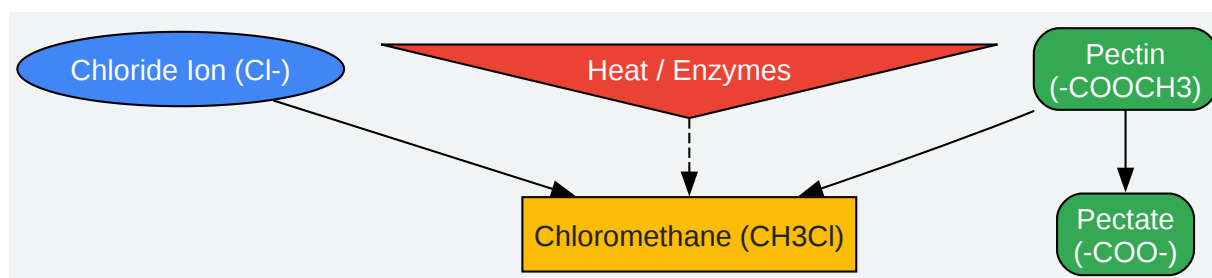 Chloride Ion (Cl-)
Heat / Enzymes
Pectin
(-COOCH3)
Chloromethane (CH3Cl)
Pectate
(-COO-)